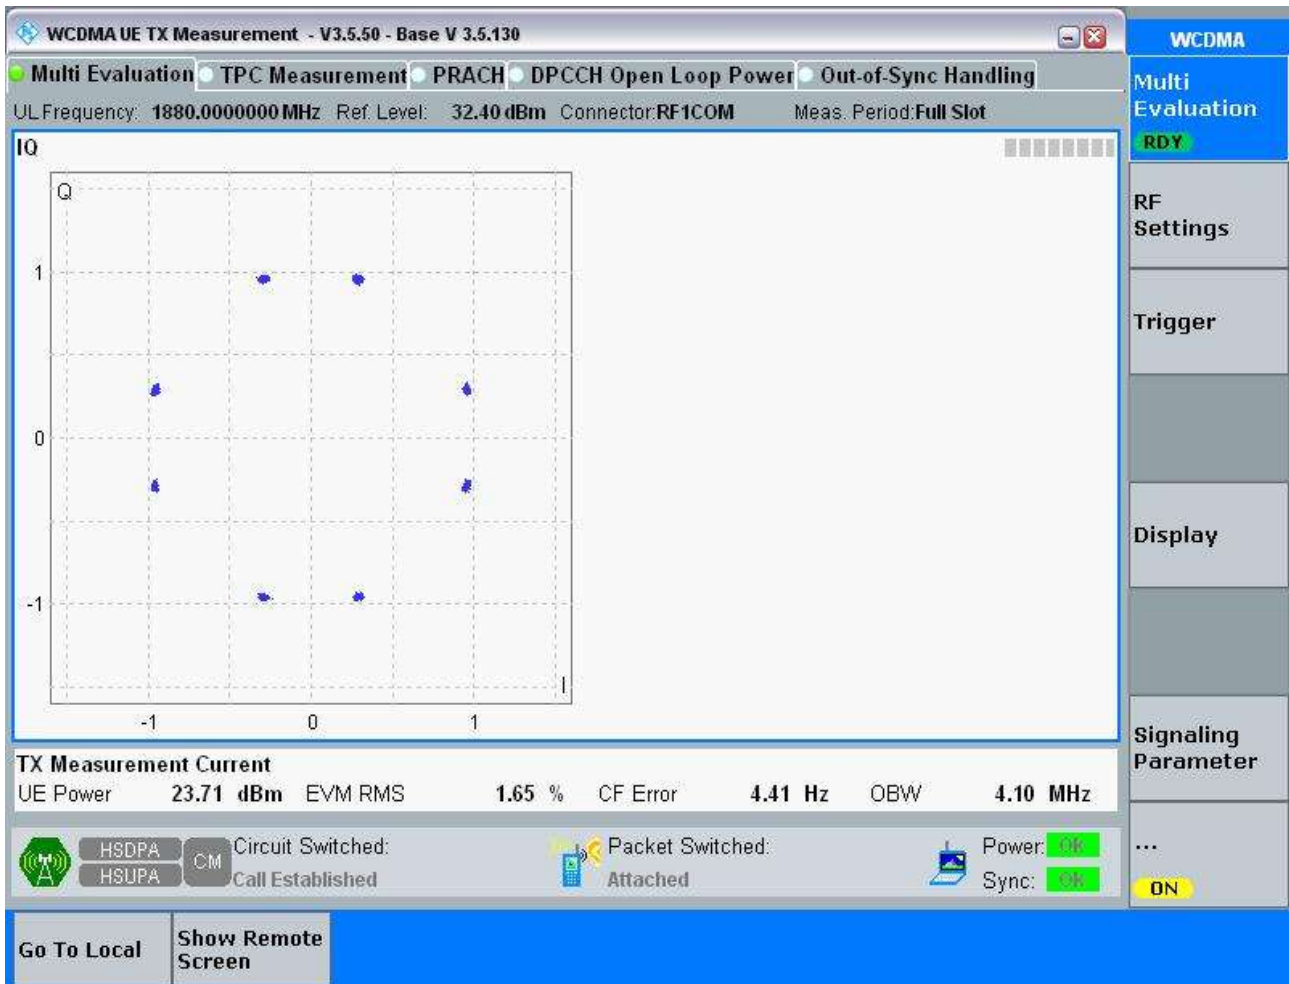 WCDMA UE TX Measurement - V3.5.50 - Base V 3.5.130
WCDMA
Multi Evaluation TPC Measurement PRACH DPCCH Open Loop Power Out-of-Sync Handling
UL Frequency: 1880.0000000 MHz Ref. Level: 32.40 dBm Connector:RF1COM Meas. Period:Full Slot
Multi
Evaluation
RDY
IQ
Q
1
0
-1
I
-1 0 1
RF
Settings
Trigger
Display
Signaling
Parameter
...
ON
TX Measurement Current
UE Power 23.71 dBm EVM RMS 1.65 % CF Error 4.41 Hz OBW 4.10 MHz
HSDPA
HSUPA
CM
Circuit Switched:
Call Established
Packet Switched:
Attached
Power: OK
Sync: OK
Go To Local
Show Remote
Screen